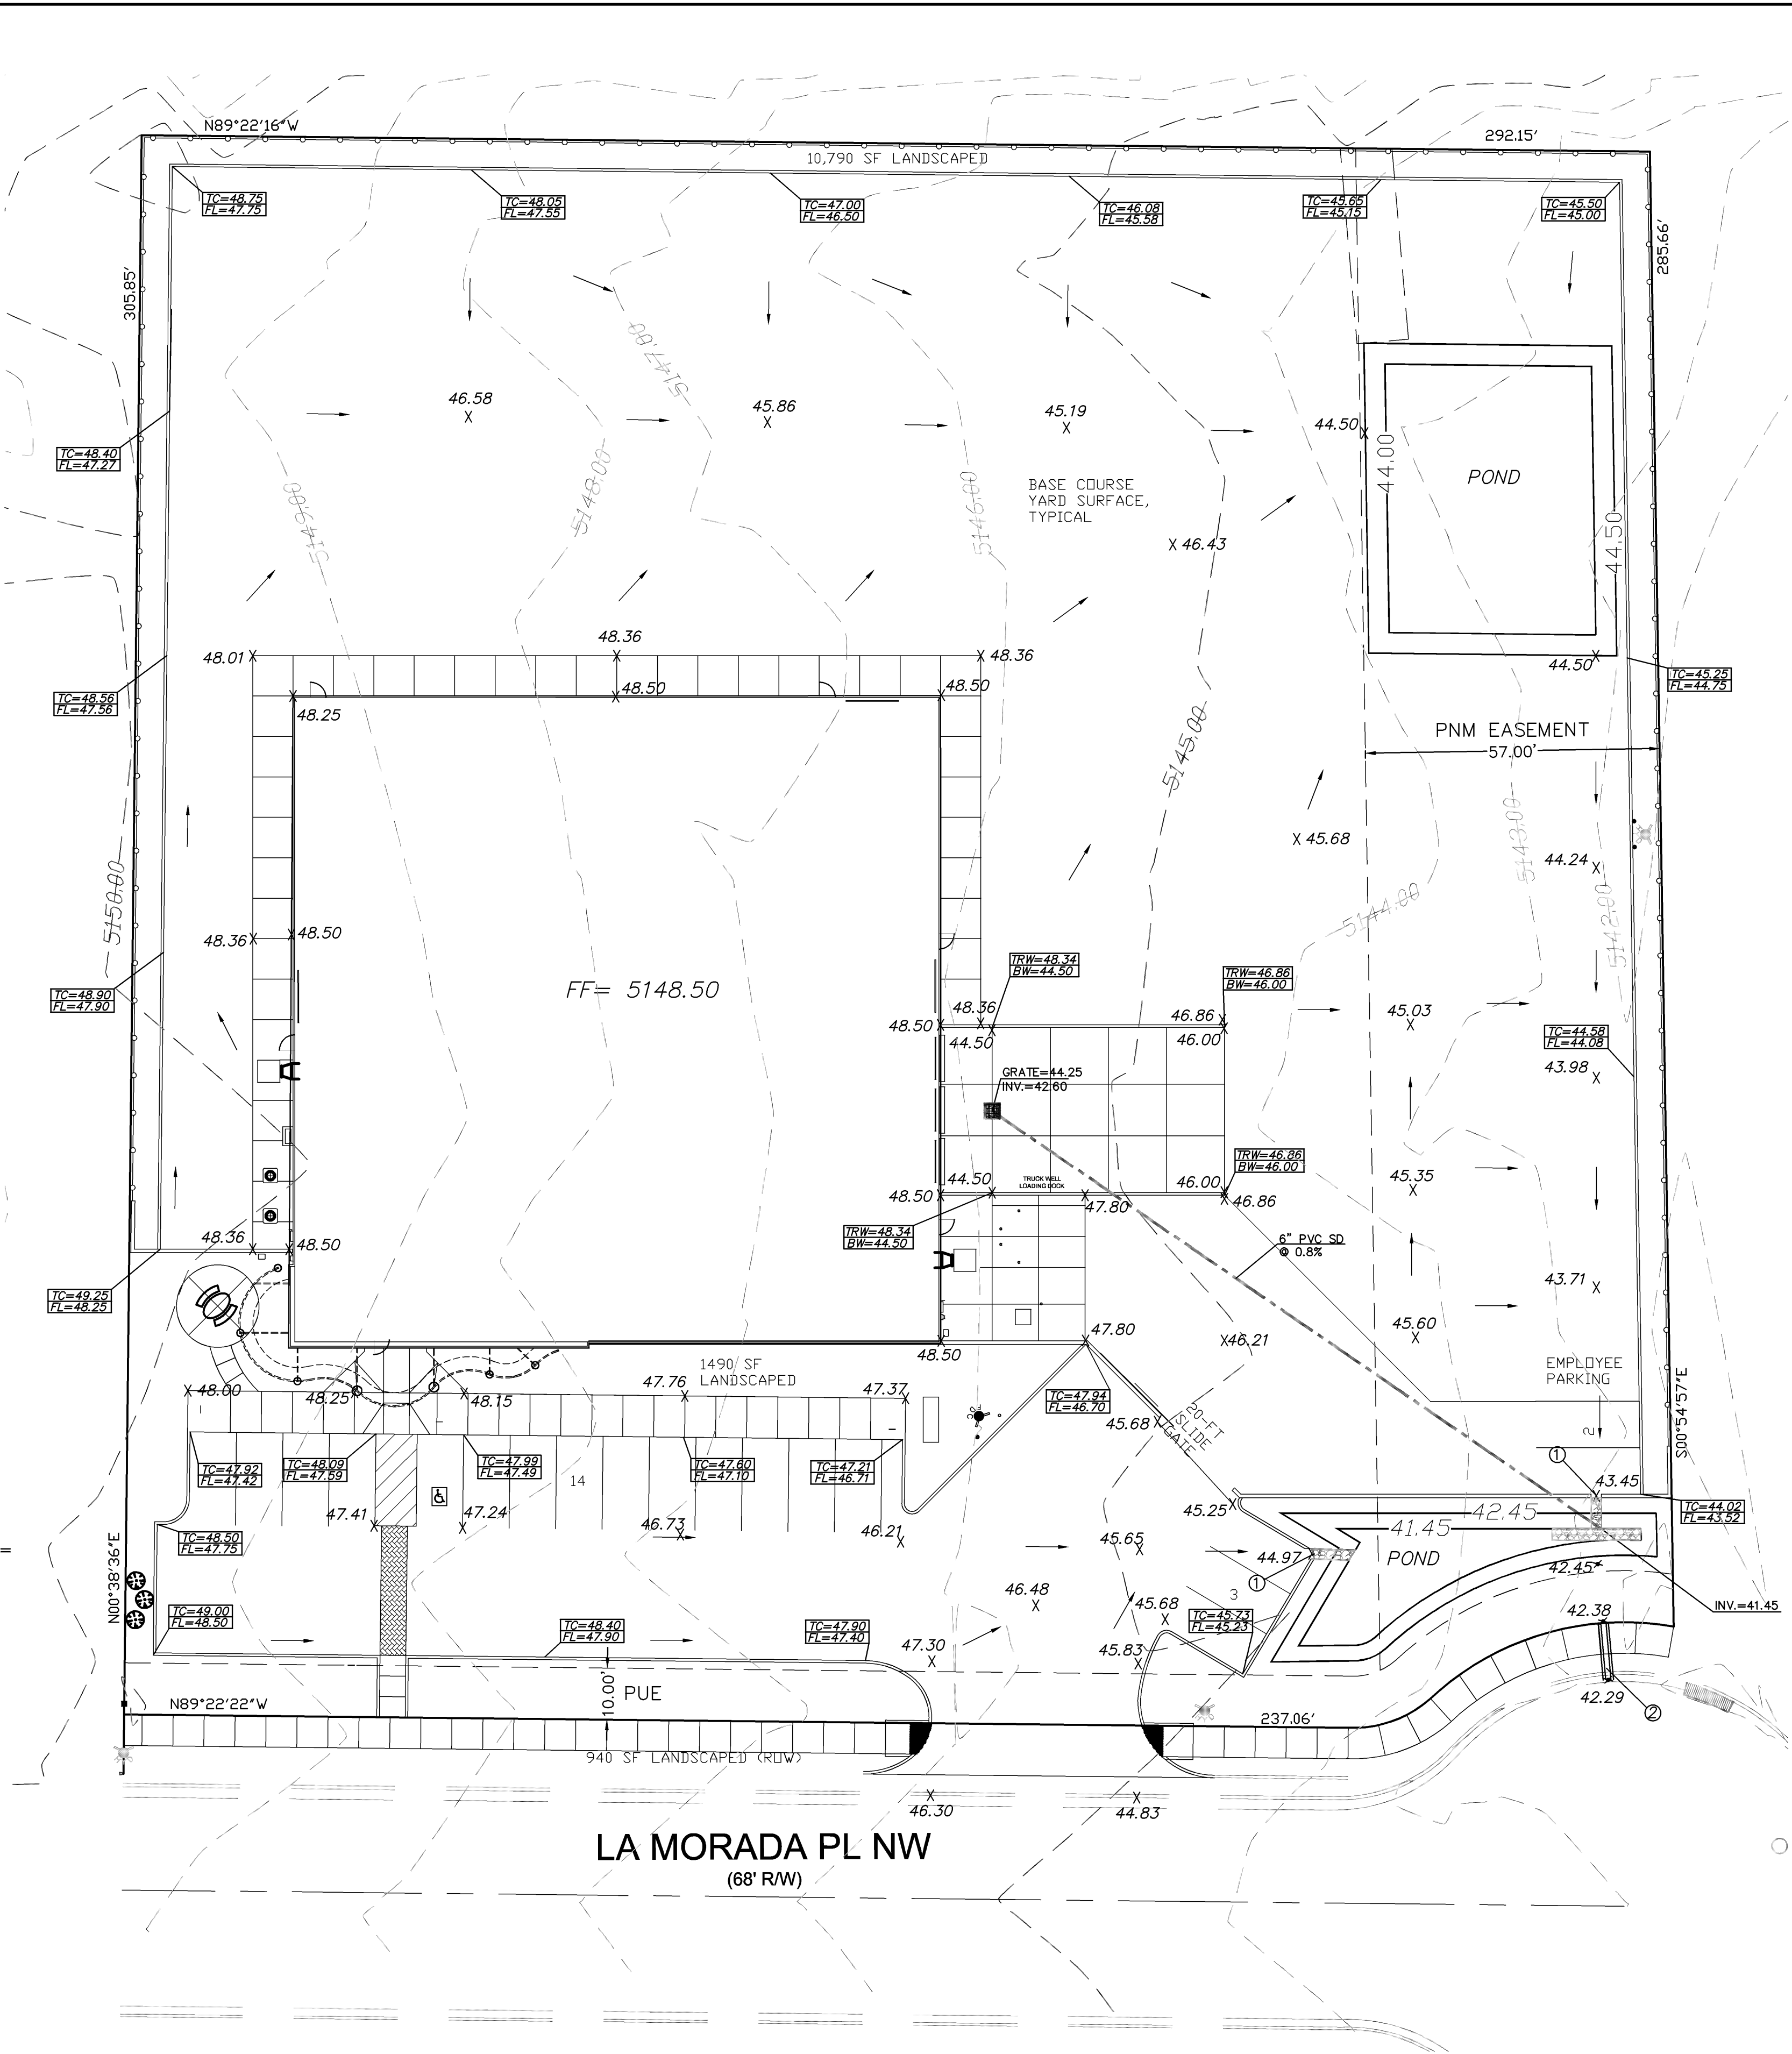 N89°22'16"W
292.15'
10,790 SF LANDSCAPED
TC=48.75
FL=47.75
TC=48.05
FL=47.55
TC=47.00
FL=46.50
TC=46.08
FL=45.58
TC=45.65
FL=45.15
TC=45.50
FL=45.00
305.85'
285.66'
5147.00
46.58
X
45.86
X
45.19
X
44.50
X
44.00
POND
TC=48.40
FL=47.27
5149.00
5148.00
5146.00
BASE COURSE
YARD SURFACE,
TYPICAL
44.50
X 46.43
48.01 X
48.36
X
X 48.36
44.50 X
TC=48.56
FL=47.56
48.25
48.50
48.50
TC=45.25
FL=44.75
PNM EASEMENT
57.00'
5145.00
X 45.68
44.24 X
5143.00
5144.00
5142.00
5150.00
48.36 X
X 48.50
FF= 5148.50
TRW=48.34
BW=44.50
TRW=46.86
BW=46.00
TC=48.90
FL=47.90
48.36
48.50
44.50
46.86
46.00
45.03
X
TC=44.58
FL=44.08
43.98
X
GRATE=44.25
INV.=42.60
TRW=46.86
BW=46.00
44.50
TRUCK WELL
LOADING DOCK
46.00
48.50
47.80
46.86
45.35
X
TRW=48.34
BW=44.50
48.36
48.50
6" PVC SD
@ 0.8%
43.71 X
TC=49.25
FL=48.25
47.80
X 46.21
45.60
X
48.50
1490 SF
LANDSCAPED
EMPLOYEE
PARKING
S00°54'57"E
48.00
48.25
48.15
47.76
47.37
TC=47.94
FL=46.70
45.68 X
20-FT
SLIDE
GATE
2
1
43.45
TC=47.92
FL=47.42
TC=48.09
FL=47.59
TC=47.99
FL=47.49
14
TC=47.60
FL=47.10
TC=47.21
FL=46.71
45.25
42.45
41.45
TC=44.02
FL=43.52
47.41
47.24
46.73
46.21
TC=48.50
FL=47.75
N00°38'36"E
45.65
X
44.97
1
POND
42.45
3
46.48
X
45.68
X
INV.=41.45
TC=49.00
FL=48.50
TC=48.40
FL=47.90
TC=47.90
FL=47.40
TC=45.73
FL=45.23
42.38
47.30
X
45.83
X
10.00'
PUE
N89°22'22"W
42.29
2
237.06'
940 SF LANDSCAPED (ROW)
X
46.30
X
44.83
LA MORADA PL NW
(68' R/W)